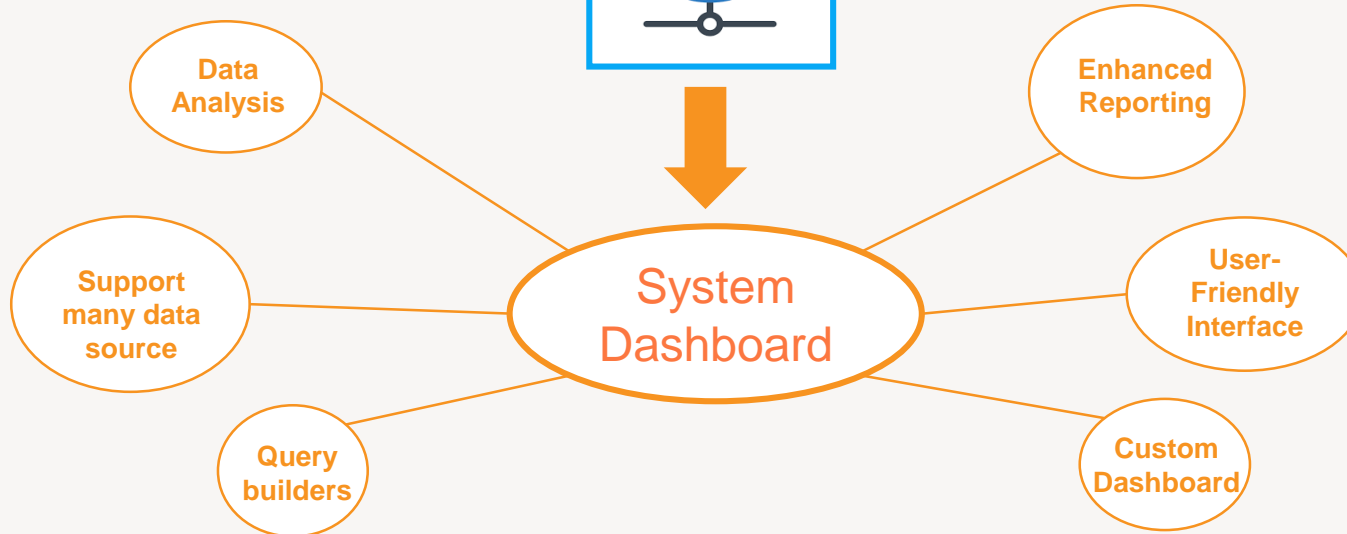 Data
Analysis
Enhanced
Reporting
Support
many data
source
System
Dashboard
User-
Friendly
Interface
Query
builders
Custom
Dashboard